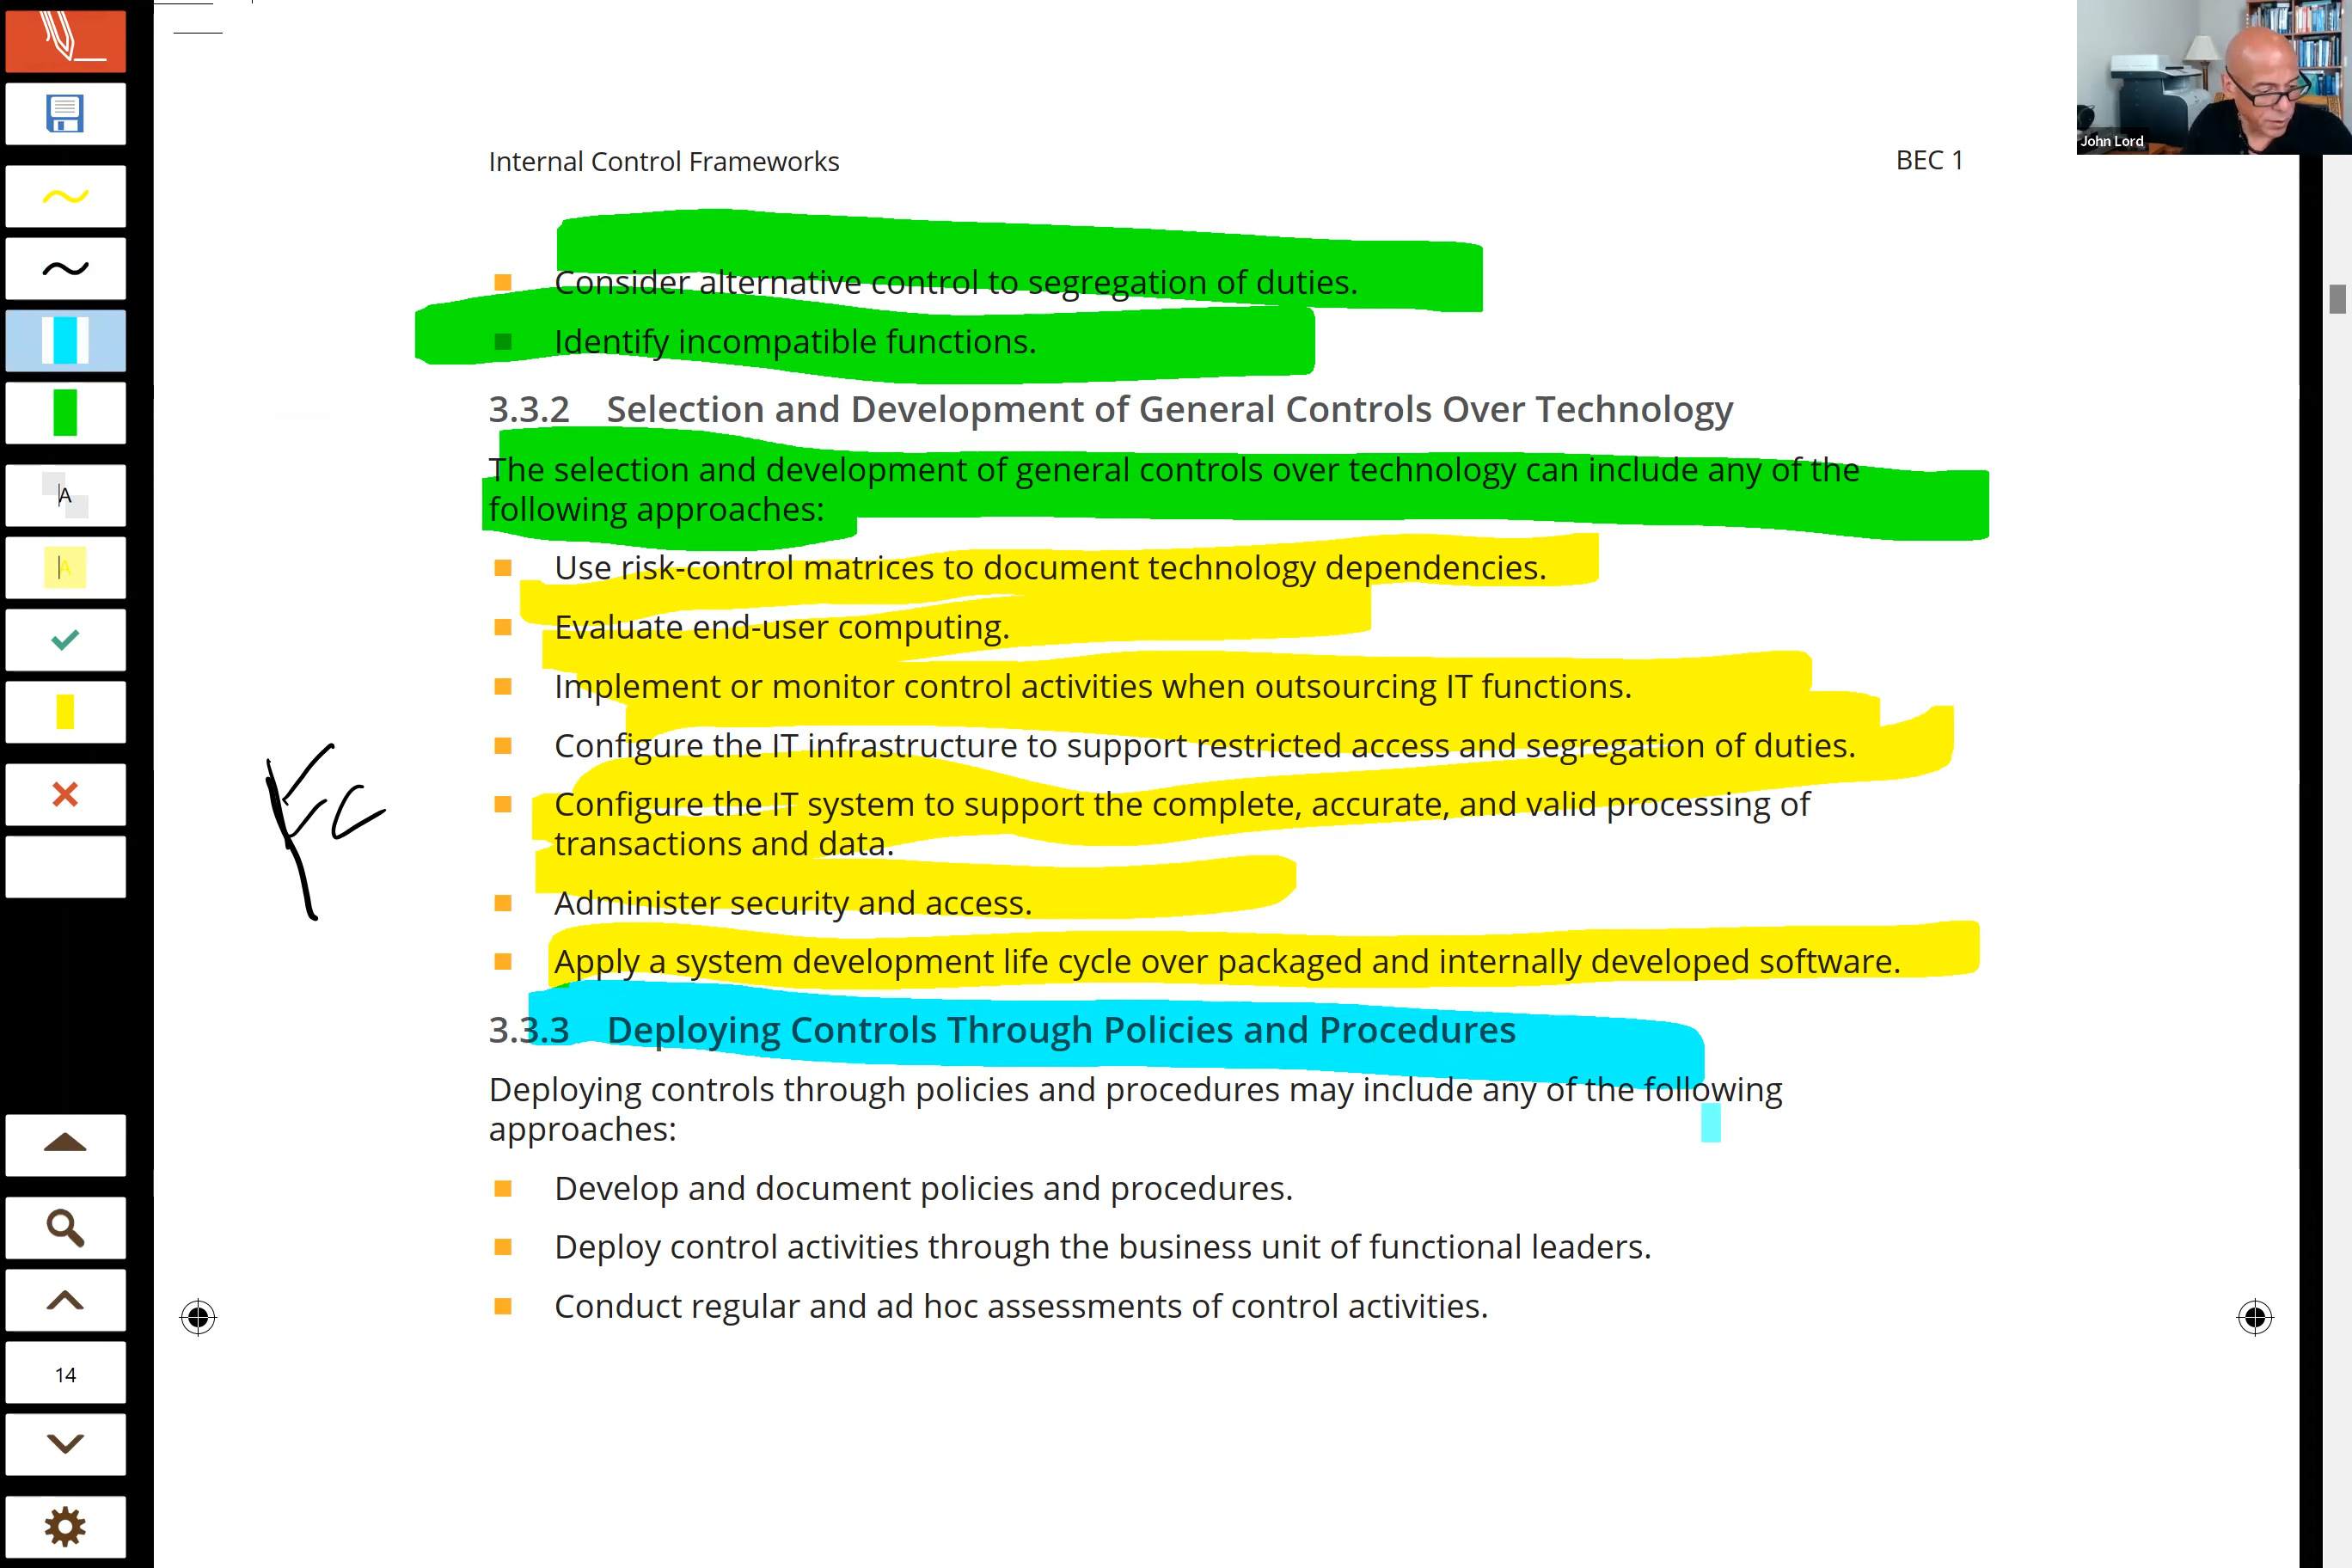 John Lord
Internal Control Frameworks
BEC 1
Consider alternative control to segregation of duties.
Identify incompatible functions.
3.3.2 Selection and Development of General Controls Over Technology
The selection and development of general controls over technology can include any of the
following approaches:
Use risk-control matrices to document technology dependencies.
Evaluate end-user computing.
Implement or monitor control activities when outsourcing IT functions.
Configure the IT infrastructure to support restricted access and segregation of duties.
Configure the IT system to support the complete, accurate, and valid processing of
transactions and data.
Administer security and access.
Apply a system development life cycle over packaged and internally developed software.
3.3.3 Deploying Controls Through Policies and Procedures
Deploying controls through policies and procedures may include any of the following
approaches:
Develop and document policies and procedures.
Deploy control activities through the business unit of functional leaders.
Conduct regular and ad hoc assessments of control activities.
A
A
14